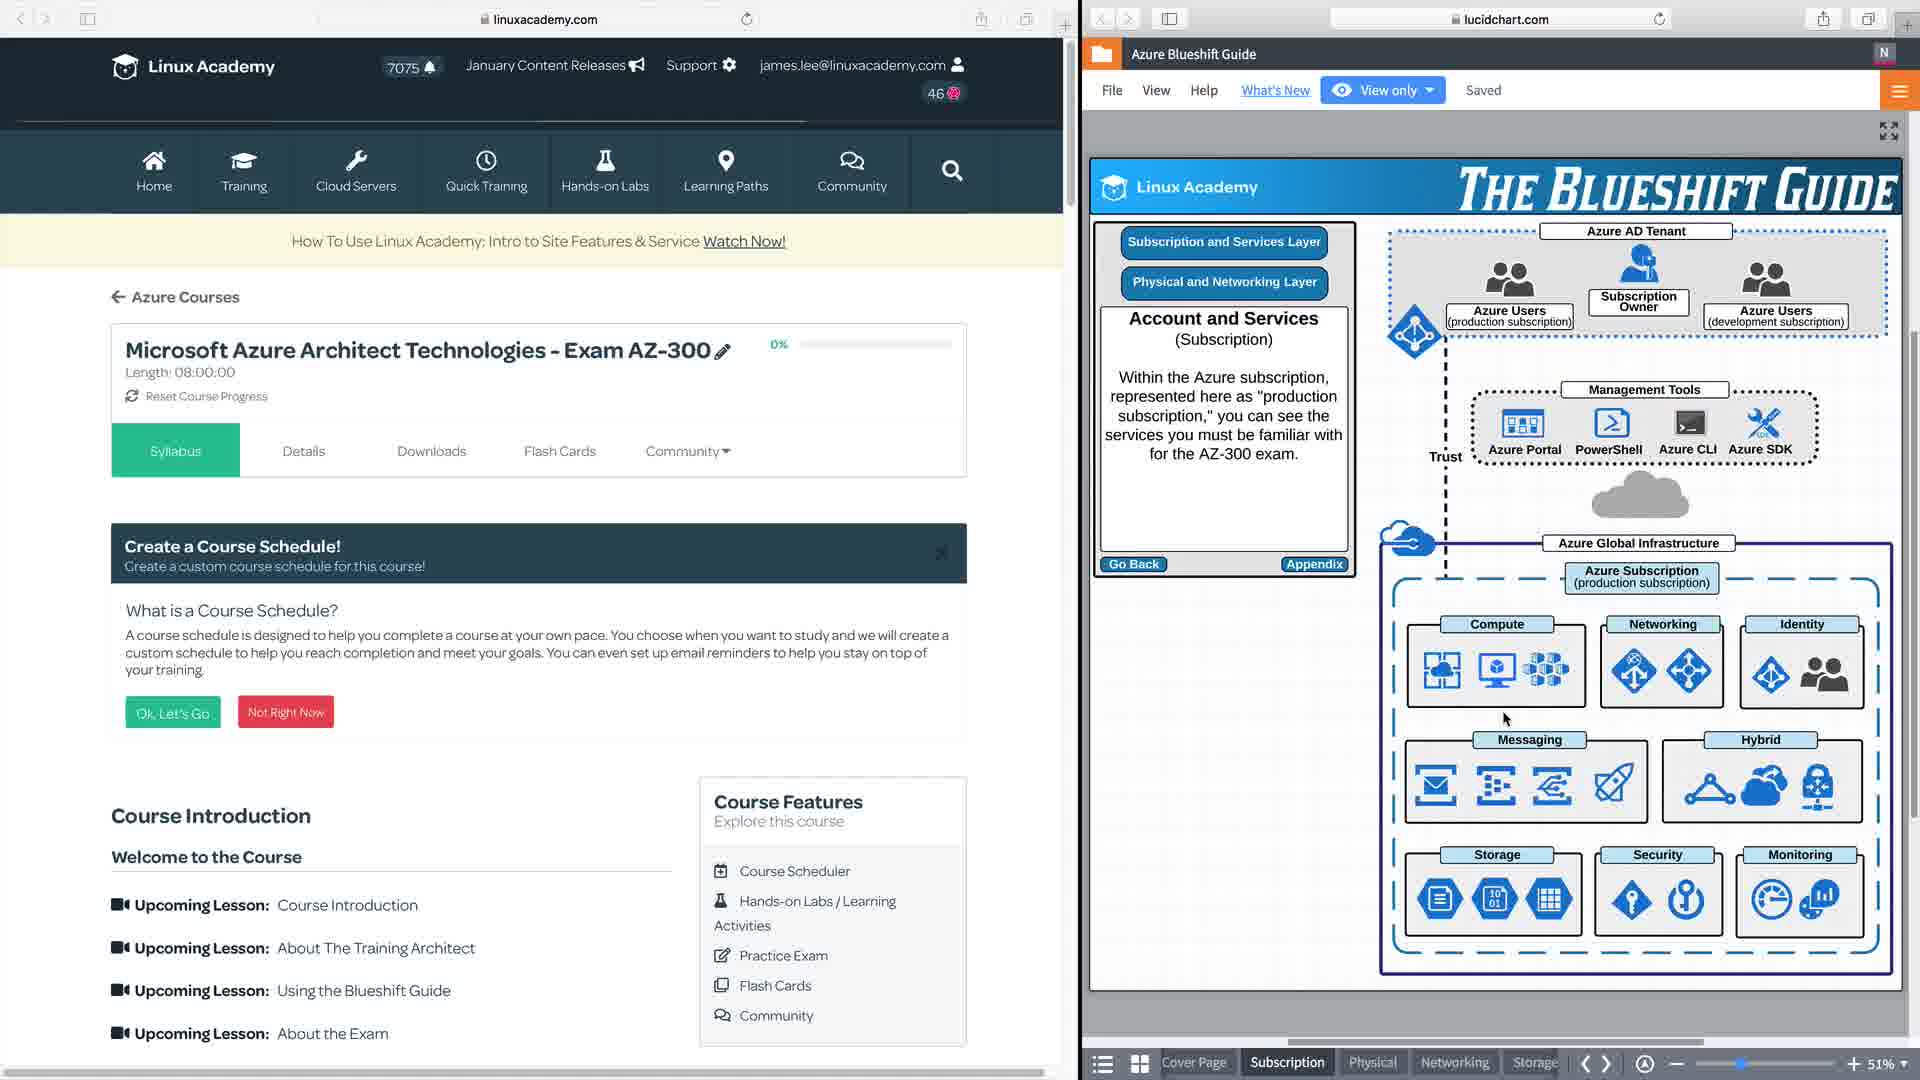 linuxacademy.com
Linux Academy
7075
January Content Releases
Support
james.lee@linuxacademy.com
46
Home
Training
Cloud Servers
Quick Training
Hands-on Labs
Learning Paths
Community
How To Use Linux Academy: Intro to Site Features & Service Watch Now!
Azure Courses
Microsoft Azure Architect Technologies - Exam AZ-300
0%
Length: 08:00:00
Reset Course Progress
Syllabus
Details
Downloads
Flash Cards
Community
Create a Course Schedule!
Create a custom course schedule for this course!
What is a Course Schedule?
A course schedule is designed to help you complete a course at your own pace. You choose when you want to study and we will create a
custom schedule to help you reach completion and meet your goals. You can even set up email reminders to help you stay on top of
your training.
Ok, Let's Go
Not Right Now
Course Introduction
Welcome to the Course
Upcoming Lesson: Course Introduction
Upcoming Lesson: About The Training Architect
Upcoming Lesson: Using the Blueshift Guide
Upcoming Lesson: About the Exam
Course Features
Explore this course
Course Scheduler
Hands-on Labs / Learning
Activities
Practice Exam
Flash Cards
Community
lucidchart.com
Azure Blueshift Guide
N
File
View
Help
What's New
View only
Saved
Linux Academy
THE BLUESHIFT GUIDE
Subscription and Services Layer
Physical and Networking Layer
Account and Services
(Subscription)
Within the Azure subscription,
represented here as "production
subscription," you can see the
services you must be familiar with
for the AZ-300 exam.
Go Back
Appendix
Azure AD Tenant
Azure Users
(production subscription)
Subscription
Owner
Azure Users
(development subscription)
Management Tools
Azure Portal
PowerShell
Azure CLI
Azure SDK
Trust
Azure Global Infrastructure
Azure Subscription
(production subscription)
Compute
Networking
Identity
Messaging
Hybrid
Storage
10
01
Security
Monitoring
Cover Page
Subscription
Physical
Networking
Storage
51%